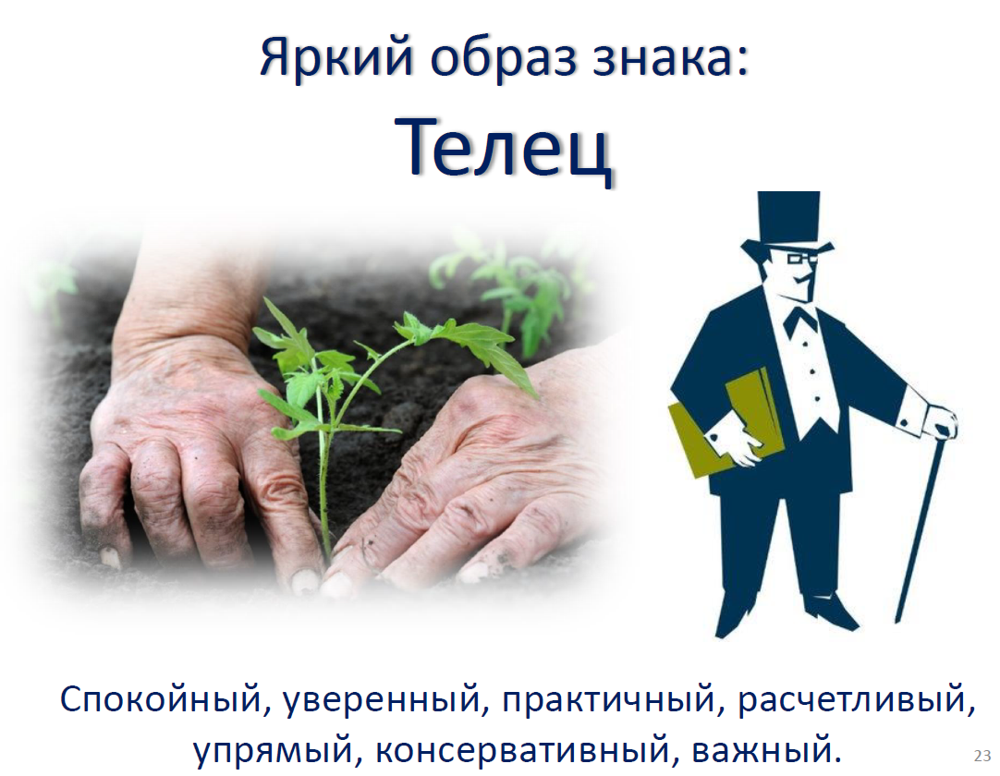 Яркий образ знака:
Телец
Спокойный, уверенный, практичный, расчетливый,
упрямый, консервативный, важный.
23